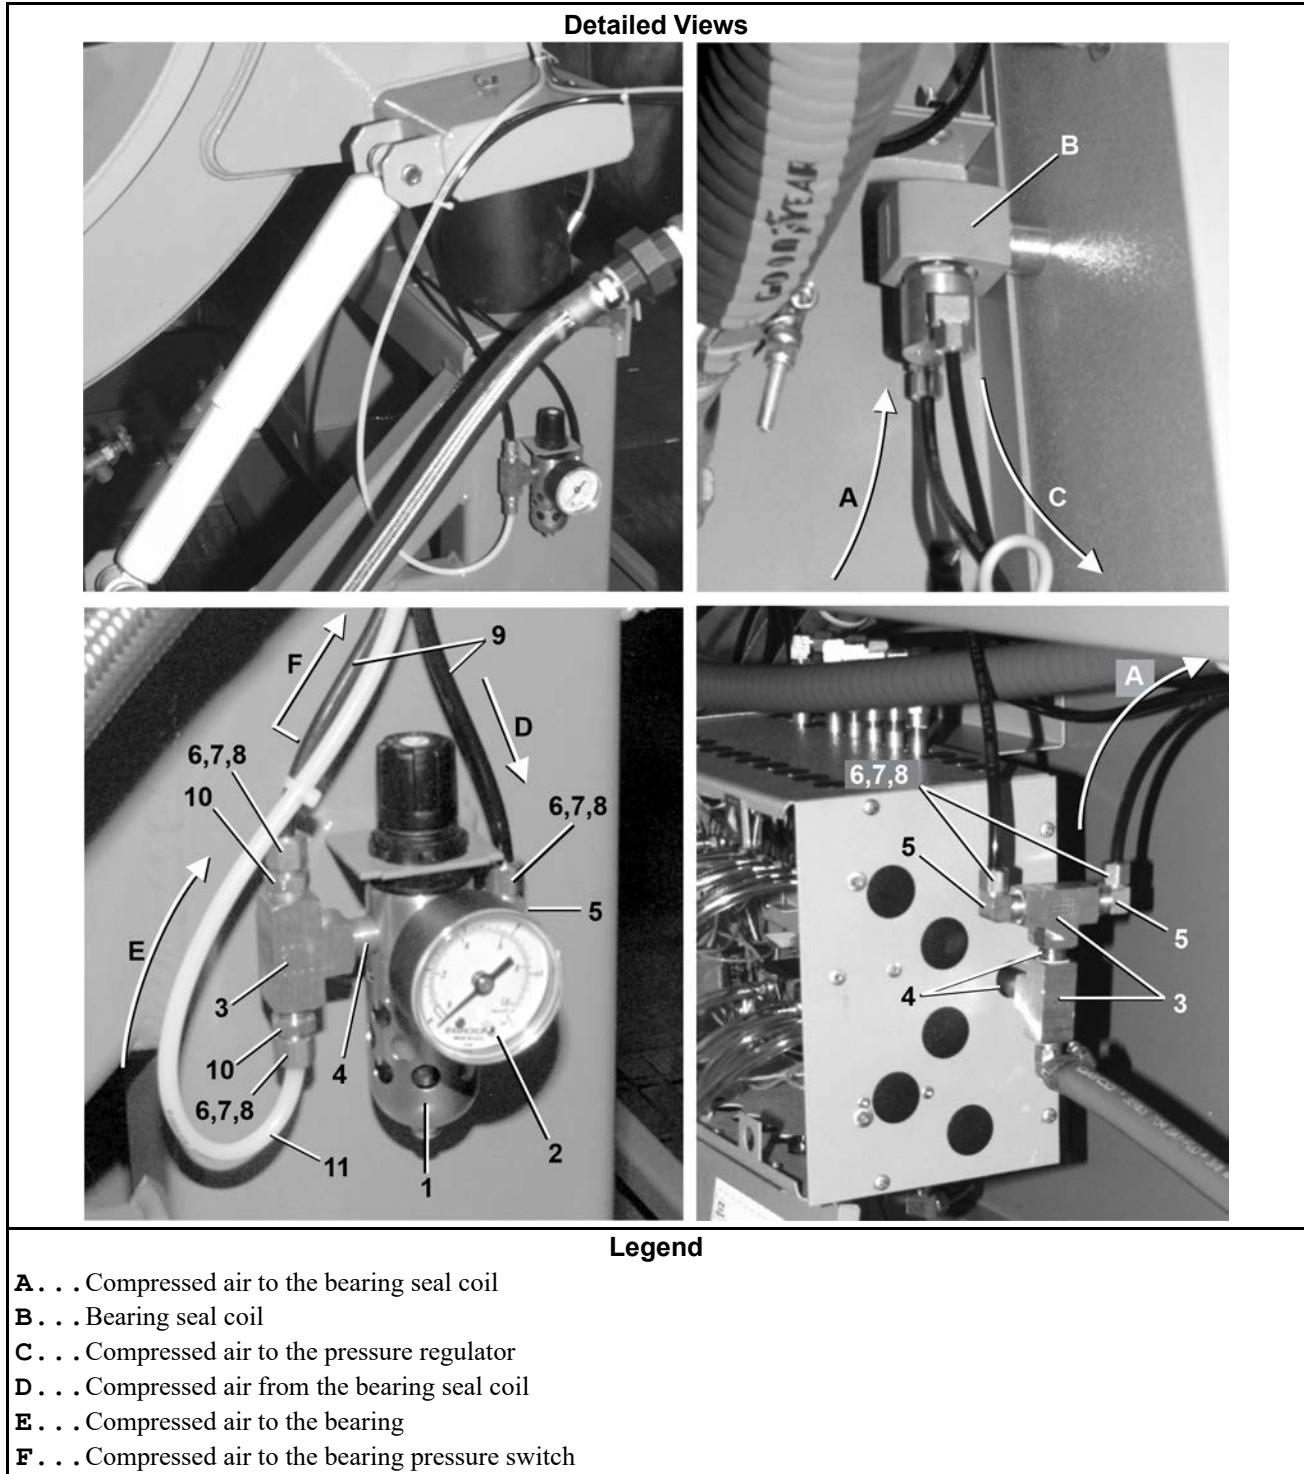 Detailed Views
B
GOODYEAR
A
C
F
9
D
6,7,8
10
6,7,8
5
E
3
10
4
6,7,8
11
1
2
A
6,7,8
5
5
4
3
Legend
A. . . Compressed air to the bearing seal coil
B. . . Bearing seal coil
C. . . Compressed air to the pressure regulator
D. . . Compressed air from the bearing seal coil
E. . . Compressed air to the bearing
F. . . Compressed air to the bearing pressure switch